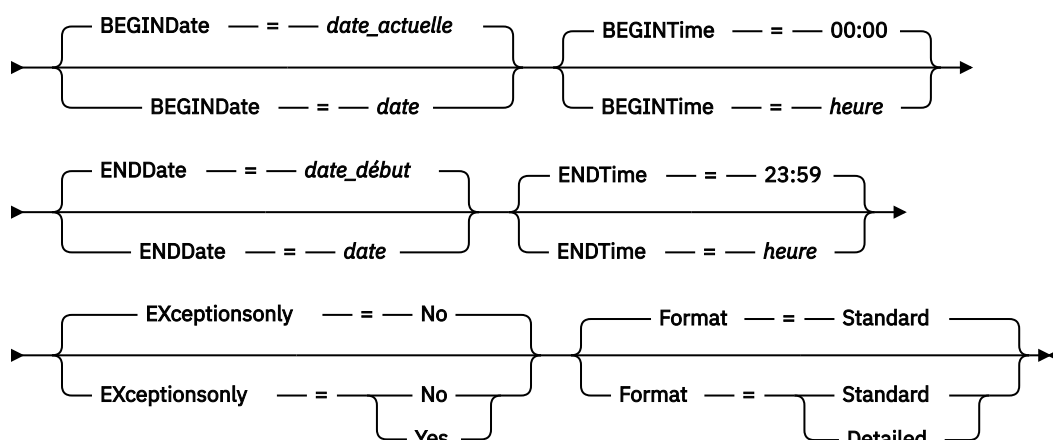 BEGINDate = date_actuelle BEGINTime = 00:00
BEGINDate = date BEGINTime = heure
ENDDate = date_début ENDTime = 23:59
ENDDate = date ENDTime = heure
EXceptionsonly = No Format = Standard
EXceptionsonly = No Format = Standard
Yes Detailed